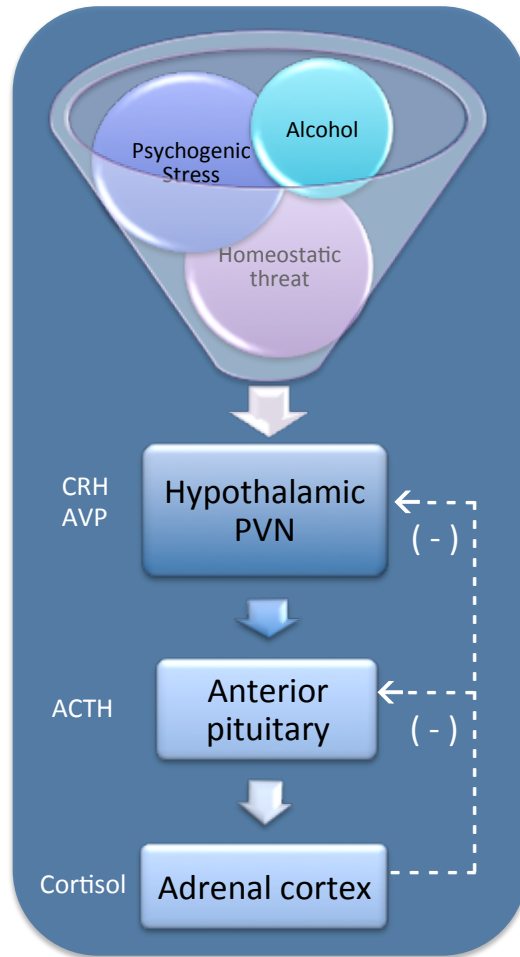 Alcohol
Psychogenic
Stress
Homeostatic
threat
CRH
AVP
Hypothalamic
PVN
( - )
ACTH
Anterior
pituitary
( - )
Cortisol
Adrenal cortex